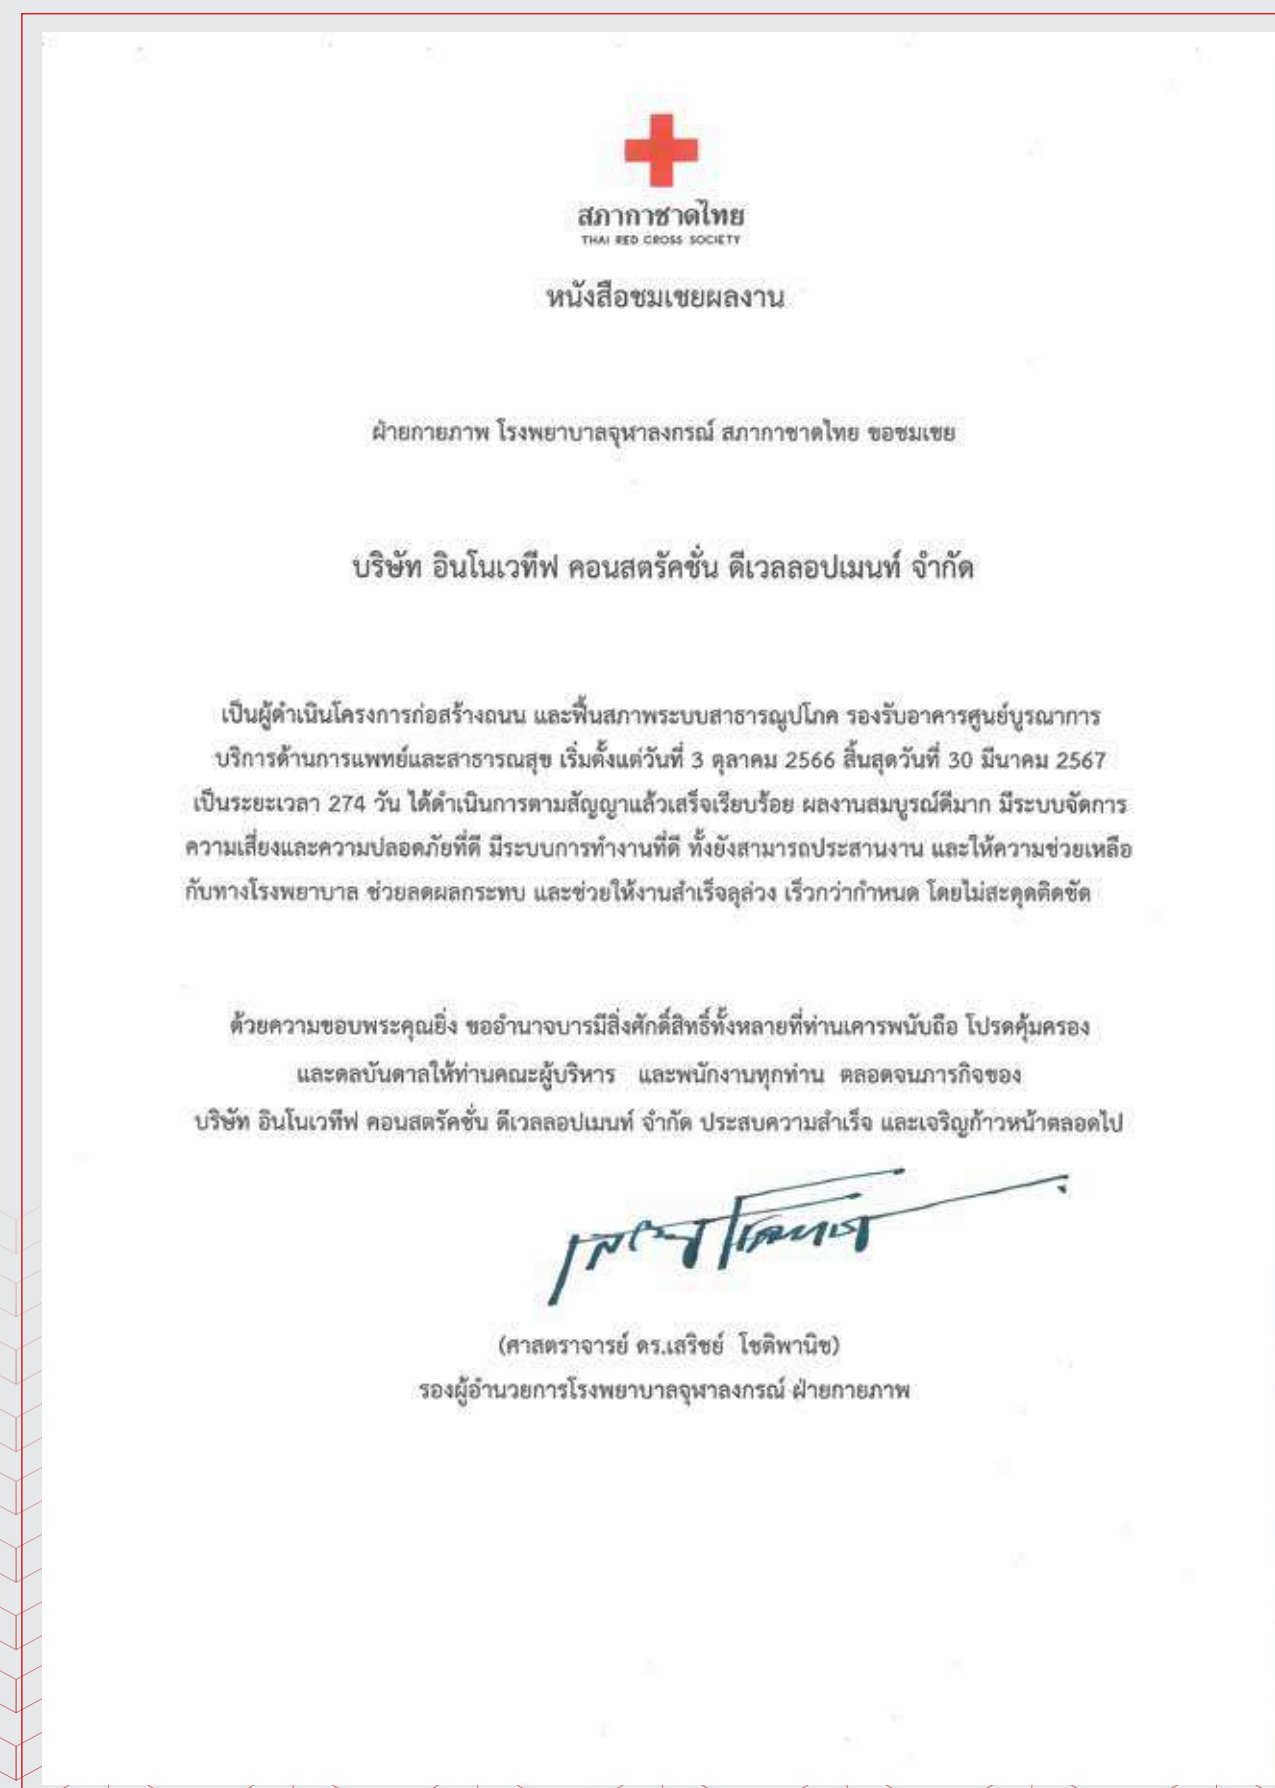 สภากาชาดไทย
THAI RED CROSS SOCIETY
หนังสือชมเชยผลงาน
ฝ่ายกายภาพ โรงพยาบาลจุฬาลงกรณ์ สภากาชาดไทย ขอชมเชย
บริษัท อินโนเวทีฟ คอนสตรัคชั่น ดีเวลลอปเมนท์ จำกัด
เป็นผู้ดำเนินโครงการก่อสร้างถนน และฟื้นสภาพระบบสาธารณูปโภค รองรับอาคารศูนย์บูรณาการ
บริการด้านการแพทย์และสาธารณสุข เริ่มตั้งแต่วันที่ 3 ตุลาคม 2566 สิ้นสุดวันที่ 30 มีนาคม 2567
เป็นระยะเวลา 274 วัน ได้ดำเนินการตามสัญญาแล้วเสร็จเรียบร้อย ผลงานสมบูรณ์ดีมาก มีระบบจัดการ
ความเสี่ยงและความปลอดภัยที่ดี มีระบบการทำงานที่ดี ทั้งยังสามารถประสานงาน และให้ความช่วยเหลือ
กับทางโรงพยาบาล ช่วยลดผลกระทบ และช่วยให้งานสำเร็จลุล่วง เร็วกว่ากำหนด โดยไม่สะดุดติดขัด
ด้วยความขอบพระคุณยิ่ง ขออำนาจบารมีสิ่งศักดิ์สิทธิ์ทั้งหลายที่ท่านเคารพนับถือ โปรดคุ้มครอง
และดลบันดาลให้ท่านคณะผู้บริหาร และพนักงานทุกท่าน ตลอดจนภารกิจของ
บริษัท อินโนเวทีฟ คอนสตรัคชั่น ดีเวลลอปเมนท์ จำกัด ประสบความสำเร็จ และเจริญก้าวหน้าตลอดไป
(ศาสตราจารย์ ดร.เสริชย์ โชติพานิช)
รองผู้อำนวยการโรงพยาบาลจุฬาลงกรณ์ ฝ่ายกายภาพ